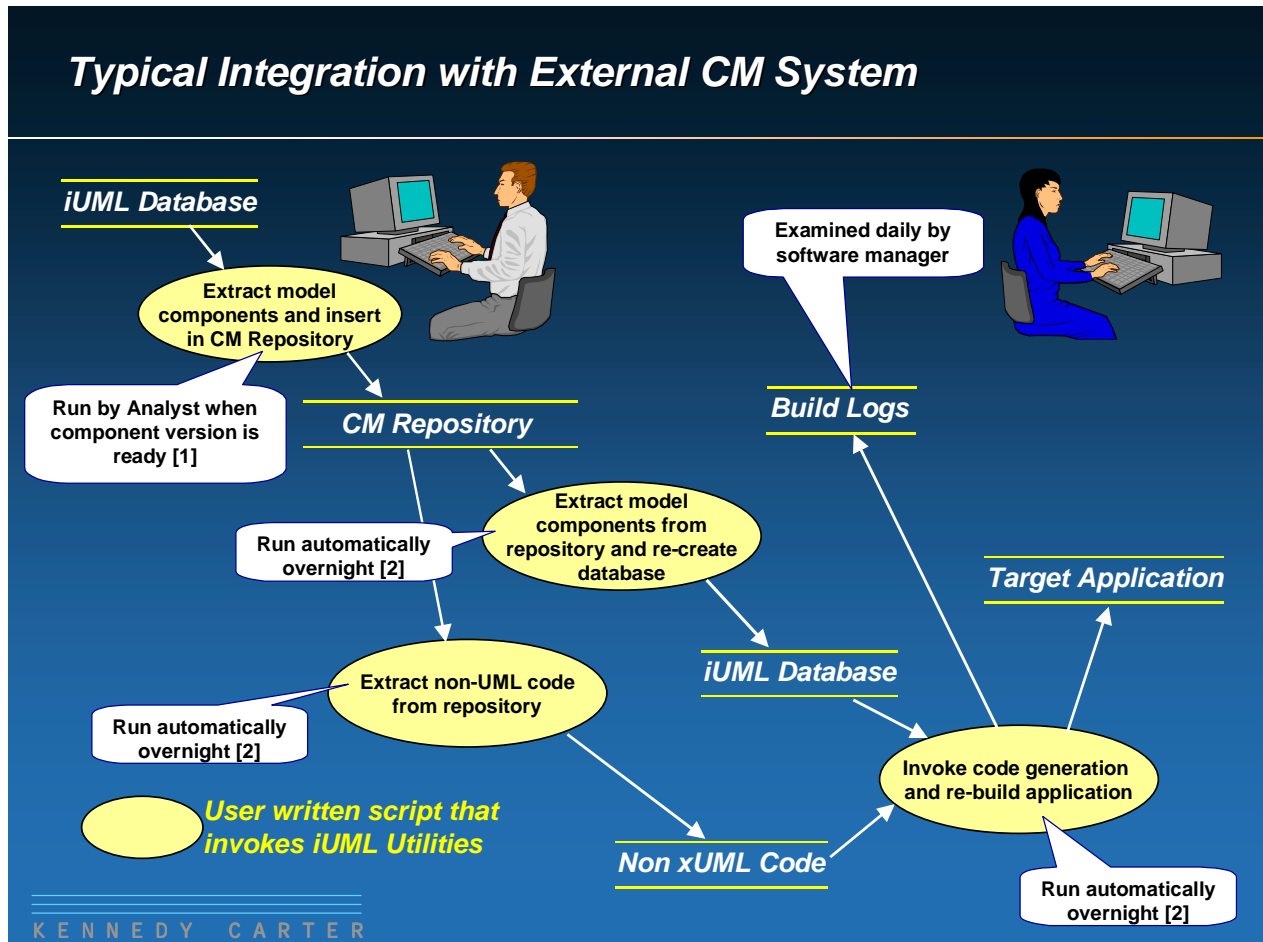 Typical Integration with External CM System
iUML Database
Extract model
components and insert
in CM Repository
Run by Analyst when
component version is
ready [1]
CM Repository
Examined daily by
software manager
Build Logs
Extract model
components from
repository and re-create
database
Run automatically
overnight [2]
Target Application
iUML Database
Extract non-UML code
from repository
Run automatically
overnight [2]
Invoke code generation
and re-build application
User written script that
invokes iUML Utilities
Non xUML Code
Run automatically
overnight [2]
KENNEDY CARTER